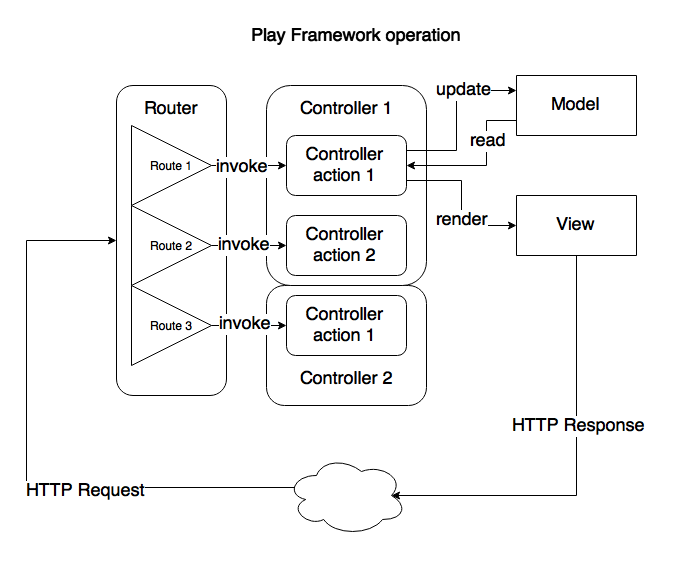 Play Framework operation
Router
Controller 1
update
Model
Route 1
invoke
Controller
action 1
read
Route 2
invoke
Controller
action 2
render
View
Route 3
invoke
Controller
action 1
Controller 2
HTTP Response
HTTP Request